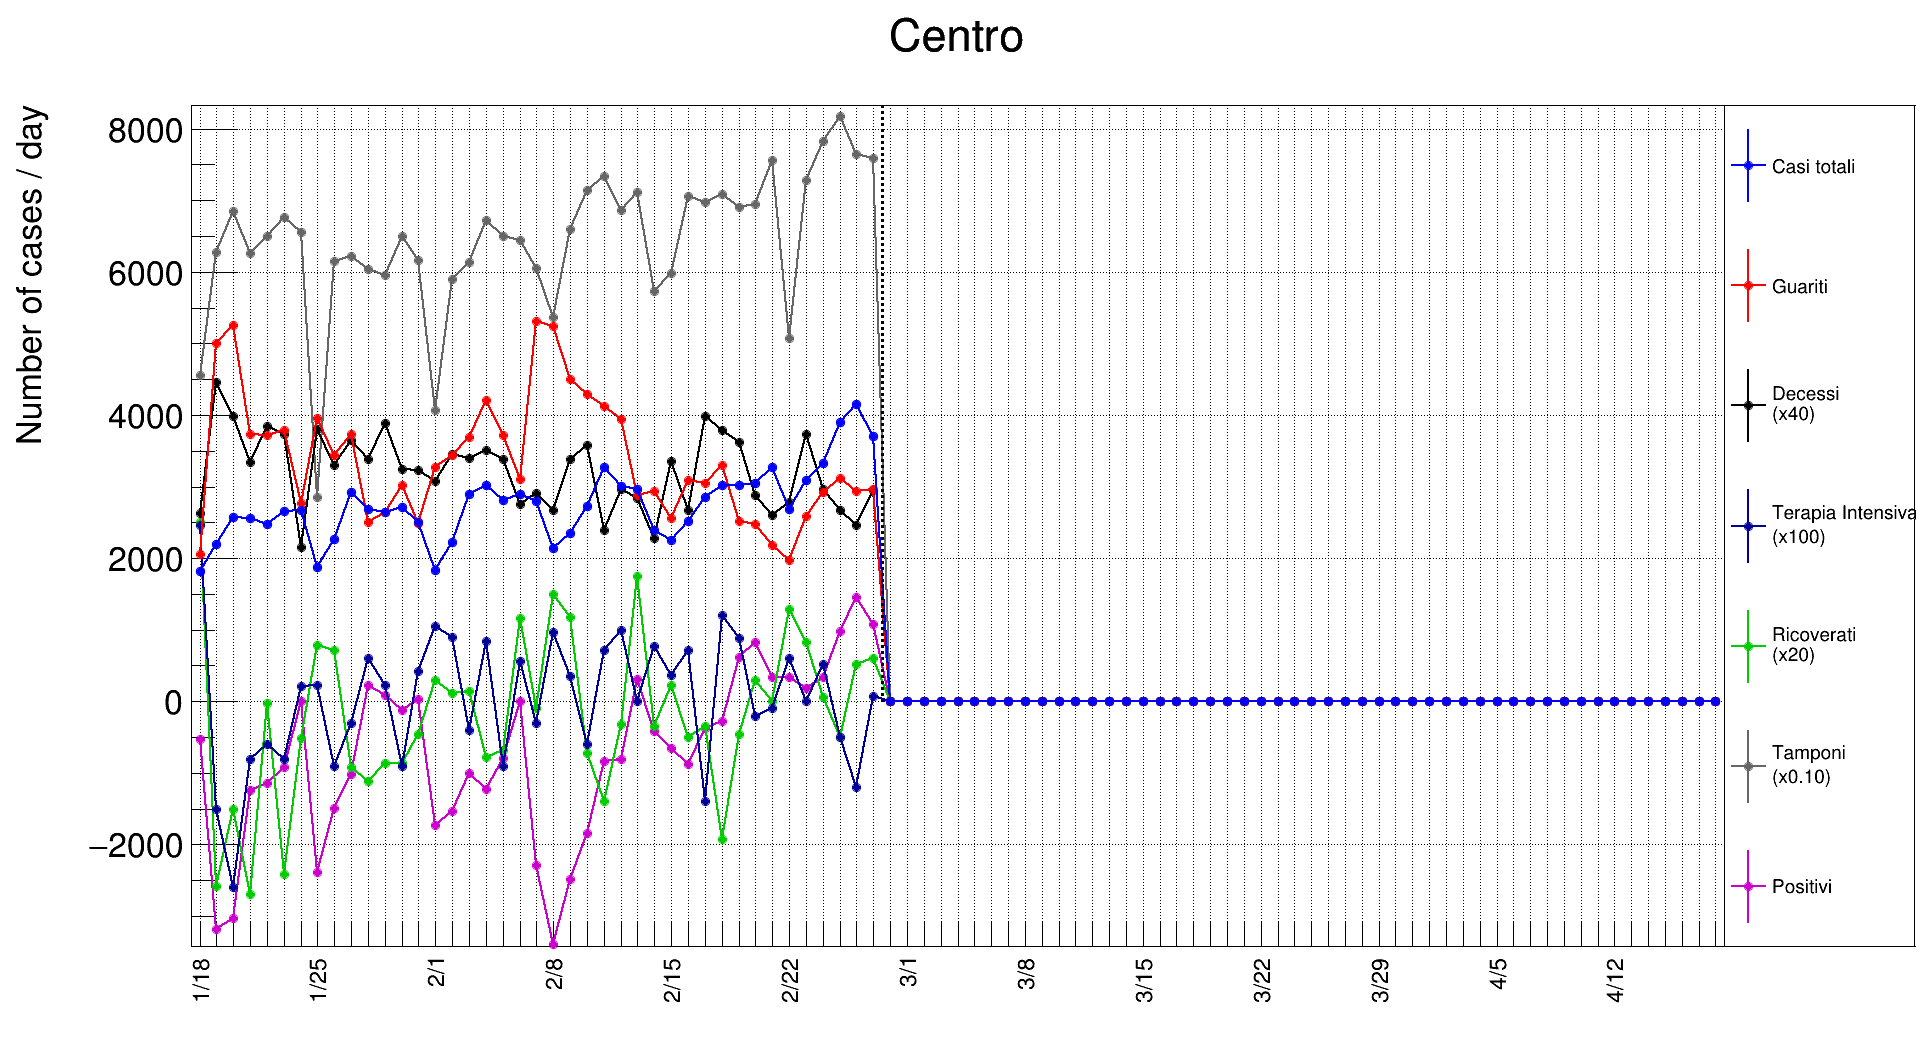 Centro
Number of cases / day
8000
6000
4000
2000
0
−2000
1/18
1/25
2/1
2/8
2/15
2/22
3/1
3/8
3/15
3/22
3/29
4/5
4/12
Casi totali
Guariti
Decessi
(x40)
Terapia Intensiva
(x100)
Ricoverati
(x20)
Tamponi
(x0.10)
Positivi